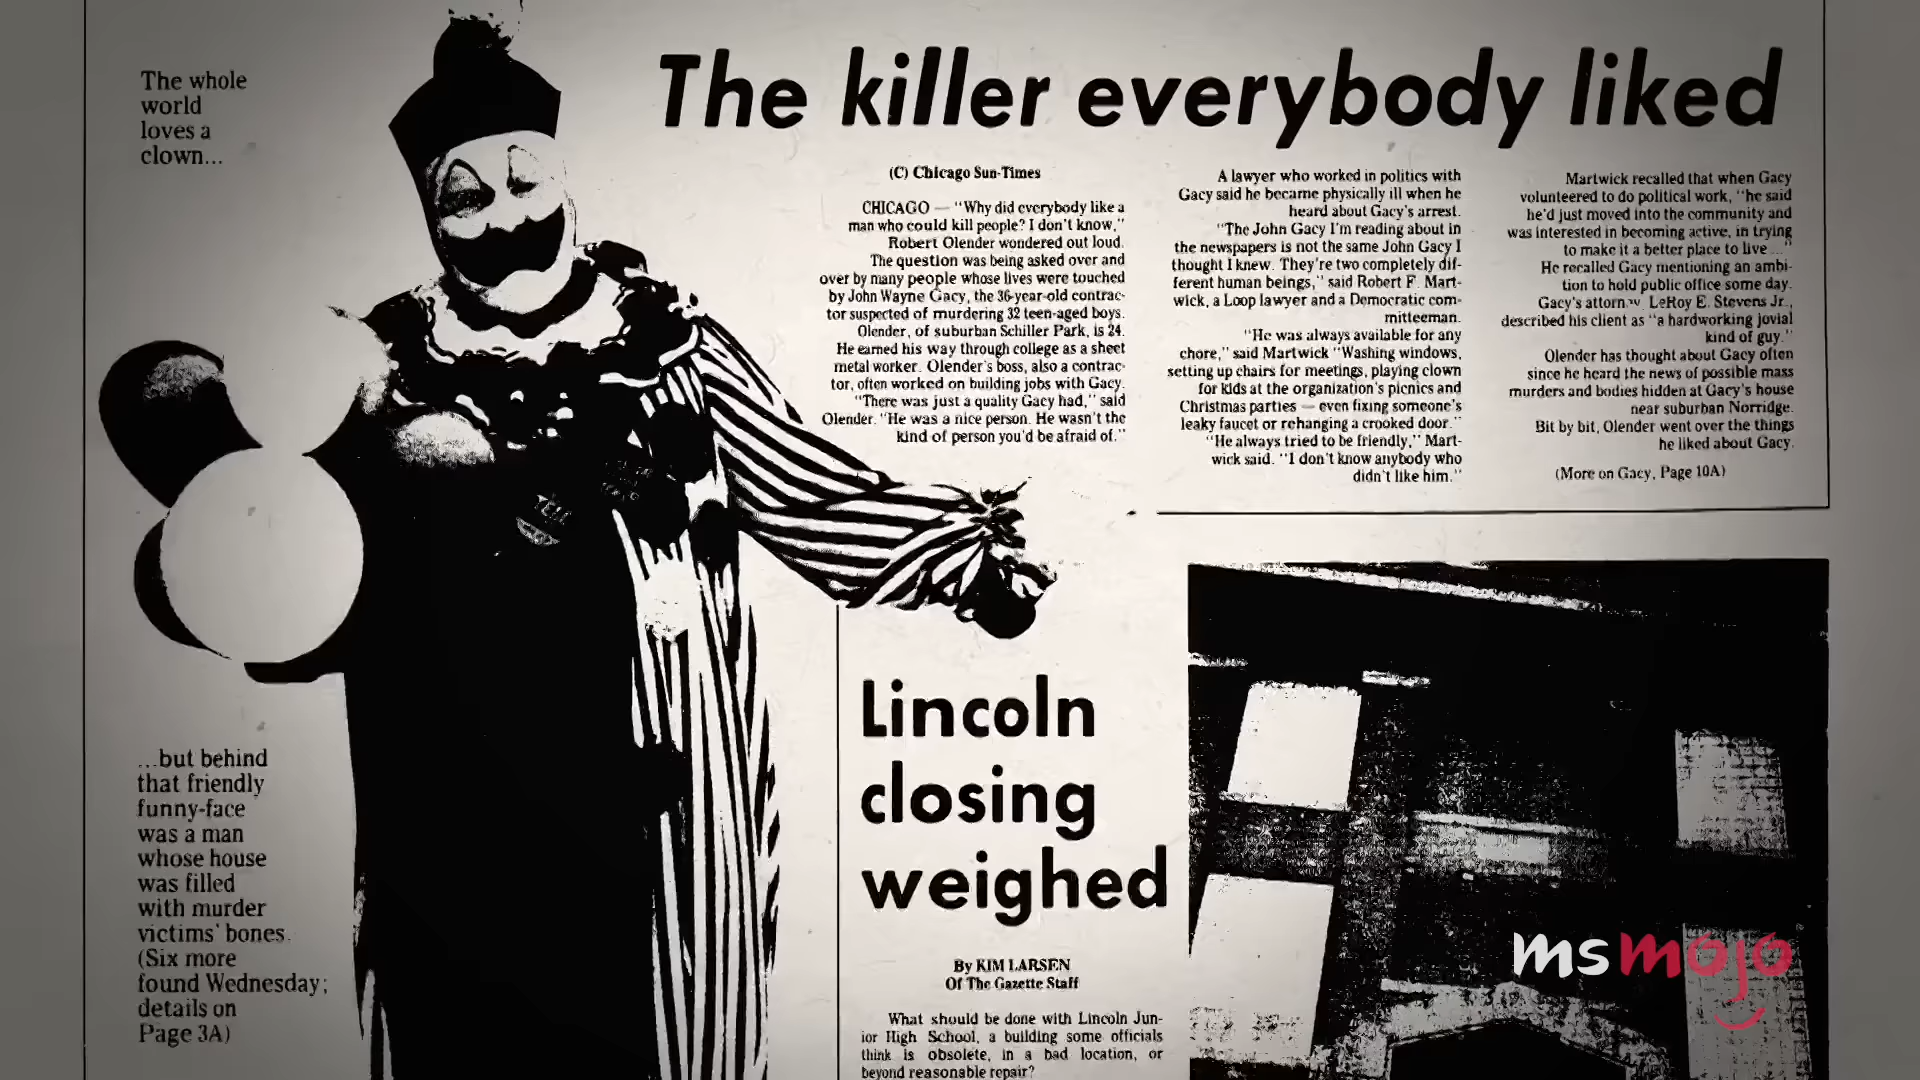 The whole
world
loves a
clown...
The killer everybody liked
(C) Chicago Sun-Times
CHICAGO — "Why did everybody like a
man who could kill people? I don't know,"
Robert Olender wondered out loud.
The question was being asked over and
over by many people whose lives were touched
by John Wayne Gacy, the 36-year-old contrac-
tor suspected of murdering 32 teen-aged boys.
Olender, of suburban Schiller Park, is 24.
He earned his way through college as a sheet
metal worker. Olender's boss, also a contrac-
tor, often worked on building jobs with Gacy.
"There was just a quality Gacy had," said
Olender. "He was a nice person. He wasn't the
kind of person you'd be afraid of."
A lawyer who worked in politics with
Gacy said he became physically ill when he
heard about Gacy's arrest.
"The John Gacy I'm reading about in
the newspapers is not the same John Gacy I
thought I knew. They're two completely dif-
ferent human beings," said Robert F. Mart-
wick, a Loop lawyer and a Democratic com-
mitteeman.
"He was always available for any
chore," said Martwick "Washing windows,
setting up chairs for meetings, playing clown
for kids at the organization's picnics and
Christmas parties — even fixing someone's
leaky faucet or rehanging a crooked door."
"He always tried to be friendly," Mart-
wick said. "I don't know anybody who
didn't like him."
Martwick recalled that when Gacy
volunteered to do political work, "he said
he'd just moved into the community and
was interested in becoming active, in trying
to make it a better place to live ..."
He recalled Gacy mentioning an ambi-
tion to hold public office some day.
Gacy's attorney LeRoy E. Stevens Jr.,
described his client as "a hardworking jovial
kind of guy."
Olender has thought about Gacy often
since he heard the news of possible mass
murders and bodies hidden at Gacy's house
near suburban Norridge.
Bit by bit, Olender went over the things
he liked about Gacy.
(More on Gacy, Page 10A)
...but behind
that friendly
funny-face
was a man
whose house
was filled
with murder
victims' bones.
(Six more
found Wednesday;
details on
Page 3A)
Lincoln
closing
weighed
By KIM LARSEN
Of The Gazette Staff
What should be done with Lincoln Jun-
ior High School, a building some officials
think is obsolete, in a bad location, or
beyond reasonable repair?
msmojo